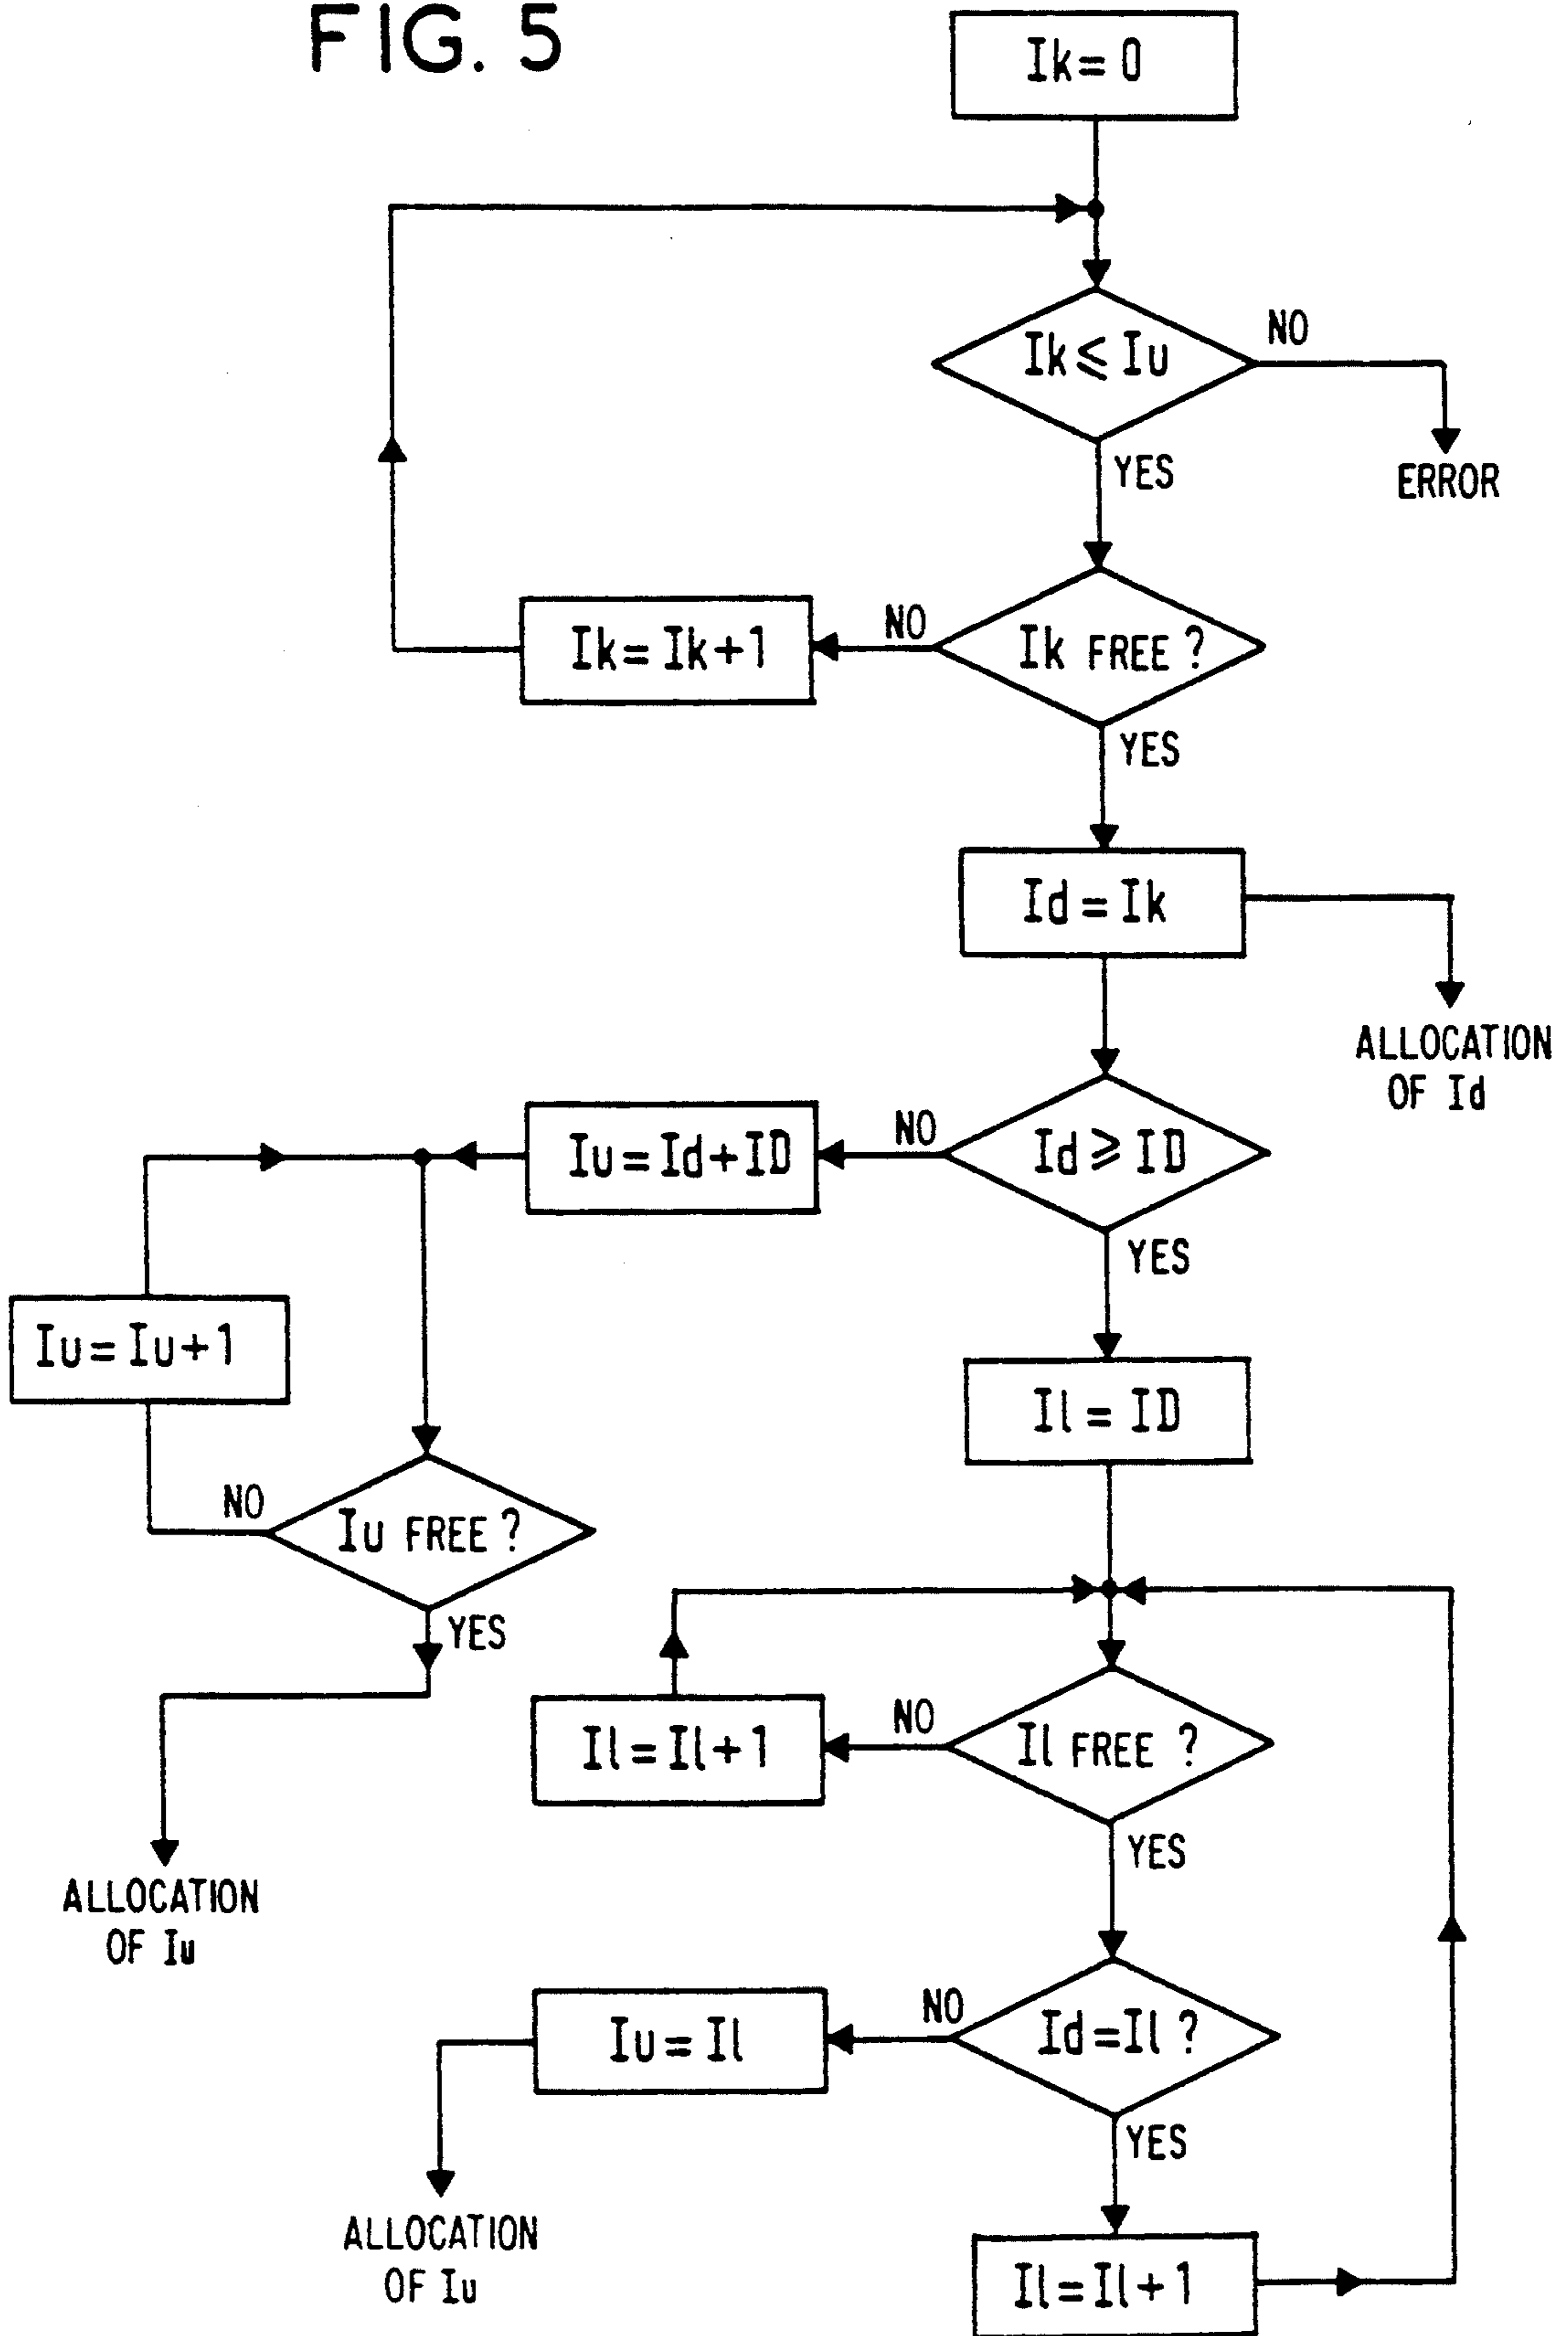 FIG. 5
Ik = 0
Ik ⩽ Iu
NO
ERROR
YES
Ik FREE ?
NO
Ik = Ik+1
YES
Id = Ik
ALLOCATION
OF Id
Id ⩾ ID
NO
Iu = Id+ID
YES
Iu = Iu+1
Il = ID
Iu FREE ?
NO
YES
ALLOCATION
OF Iu
Il FREE ?
NO
Il = Il+1
YES
Id = Il ?
NO
Iu = Il
ALLOCATION
OF Iu
YES
Il = Il+1